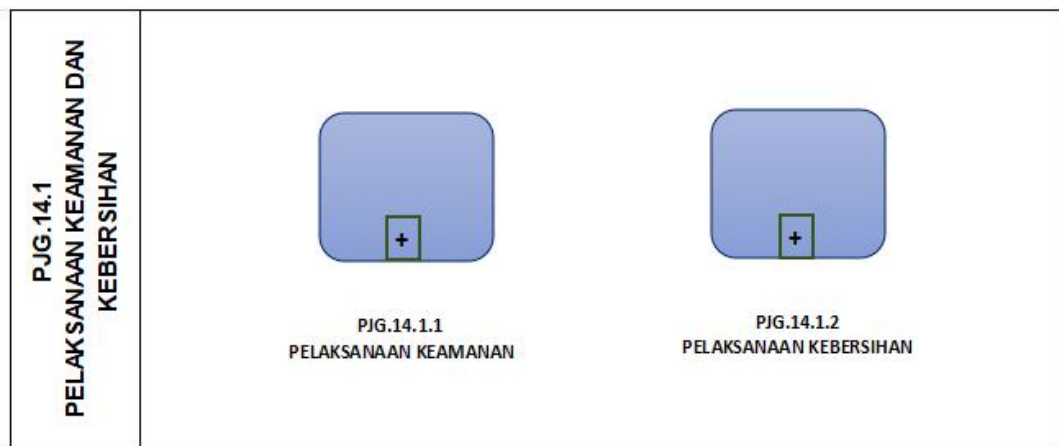 PJG.14.1
PELAKSANAAN KEAMANAN DAN
KEBERSIHAN
+
PJG.14.1.1
PELAKSANAAN KEAMANAN
+
PJG.14.1.2
PELAKSANAAN KEBERSIHAN